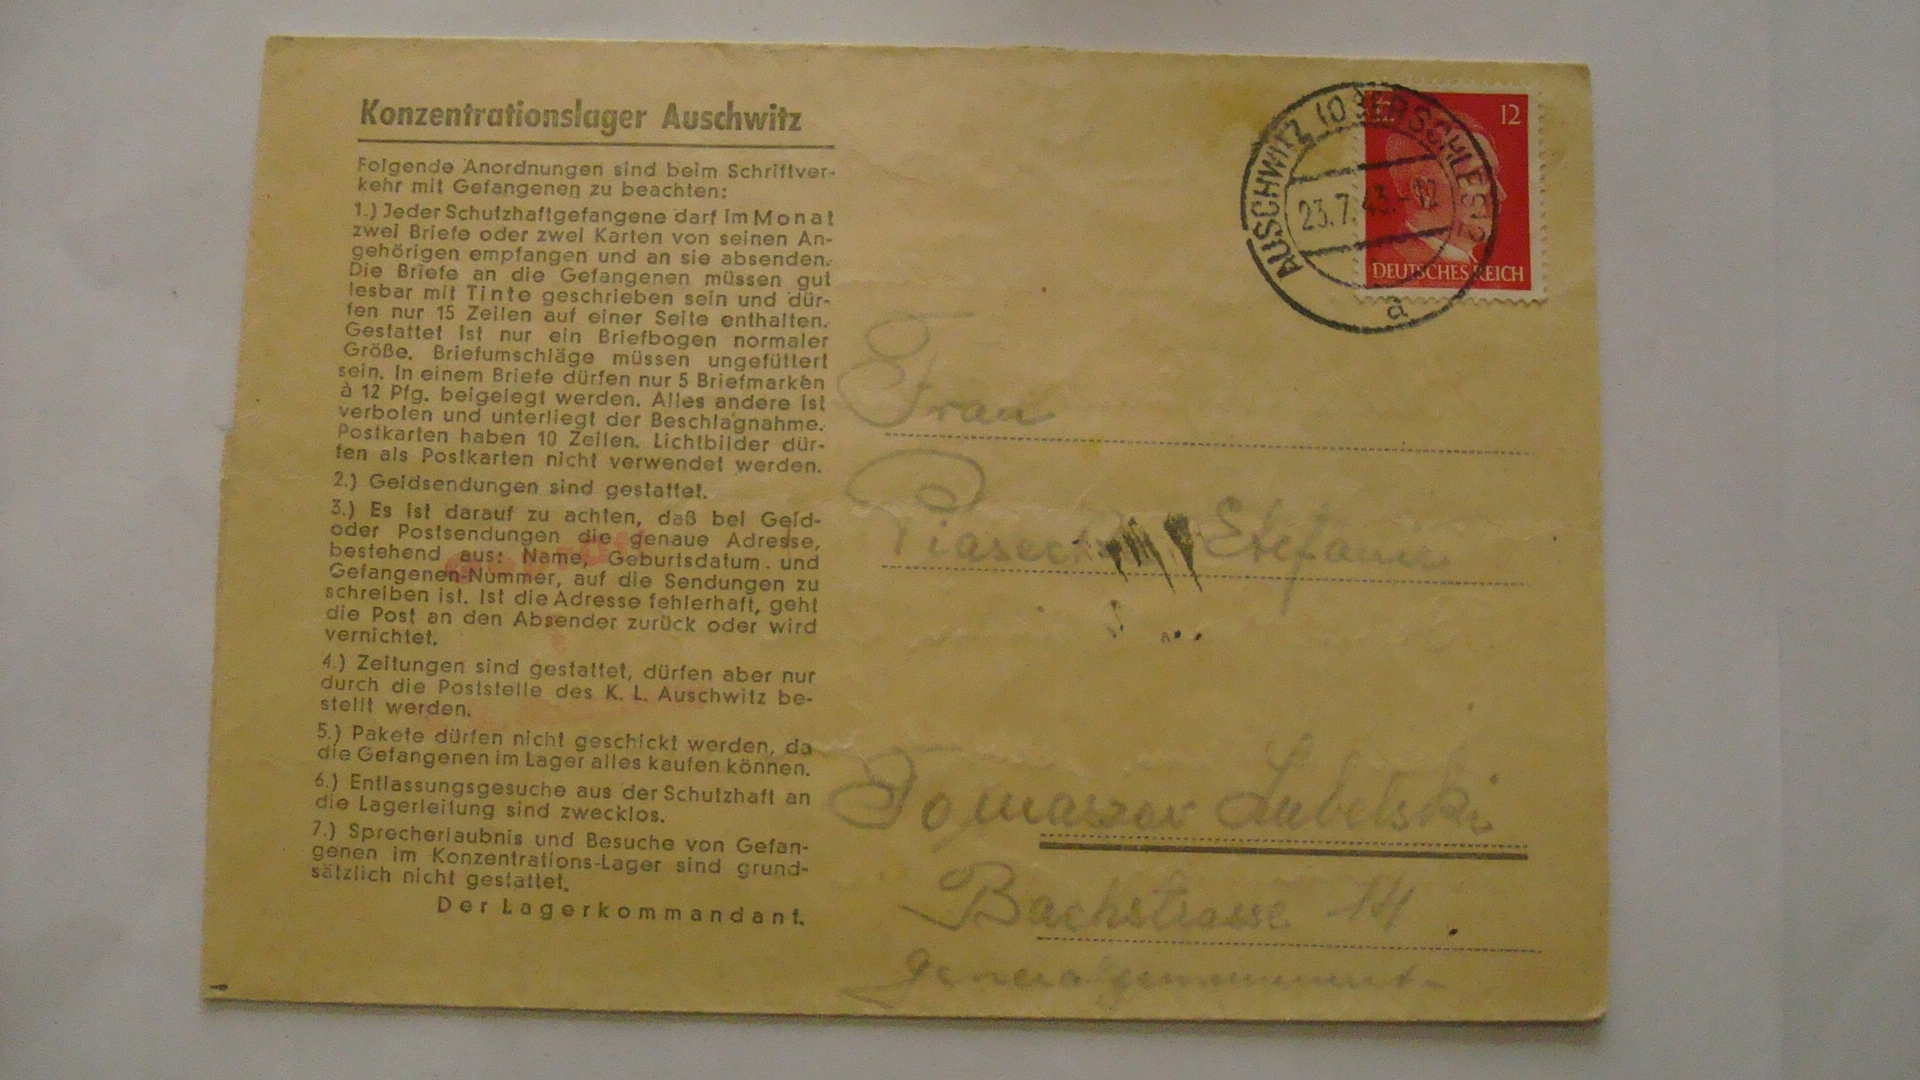 Konzentrationslager Auschwitz
Folgende Anordnungen sind beim Schriftver-
kehr mit Gefangenen zu beachten:
1.) Jeder Schutzhaftgefangene darf im Monat
zwei Briefe oder zwei Karten von seinen An-
gehörigen empfangen und an sie absenden.
Die Briefe an die Gefangenen müssen gut
lesbar mit Tinte geschrieben sein und dür-
fen nur 15 Zeilen auf einer Seite enthalten.
Gestattet ist nur ein Briefbogen normaler
Größe. Briefumschläge müssen ungefüttert
sein. In einem Briefe dürfen nur 5 Briefmarken
à 12 Pfg. beigelegt werden. Alles andere ist
verboten und unterliegt der Beschlagnahme.
Postkarten haben 10 Zeilen. Lichtbilder dür-
fen als Postkarten nicht verwendet werden.
2.) Geldsendungen sind gestattet.
3.) Es ist darauf zu achten, daß bei Geld-
oder Postsendungen die genaue Adresse,
bestehend aus: Name, Geburtsdatum und
Gefangenen-Nummer, auf die Sendungen zu
schreiben ist. Ist die Adresse fehlerhaft, geht
die Post an den Absender zurück oder wird
vernichtet.
4.) Zeitungen sind gestattet, dürfen aber nur
durch die Poststelle des K. L. Auschwitz be-
stellt werden.
5.) Pakete dürfen nicht geschickt werden, da
die Gefangenen im Lager alles kaufen können.
6.) Entlassungsgesuche aus der Schutzhaft an
die Lagerleitung sind zwecklos.
7.) Sprecherlaubnis und Besuche von Gefan-
genen im Konzentrations-Lager sind grund-
sätzlich nicht gestattet.
Der Lagerkommandant.
AUSCHWITZ (OBERSCHLES)
23.7.43.-12
a
12
DEUTSCHES REICH
Frau
Stefania
Tomaszow Lubelski
Bachstrasse 14